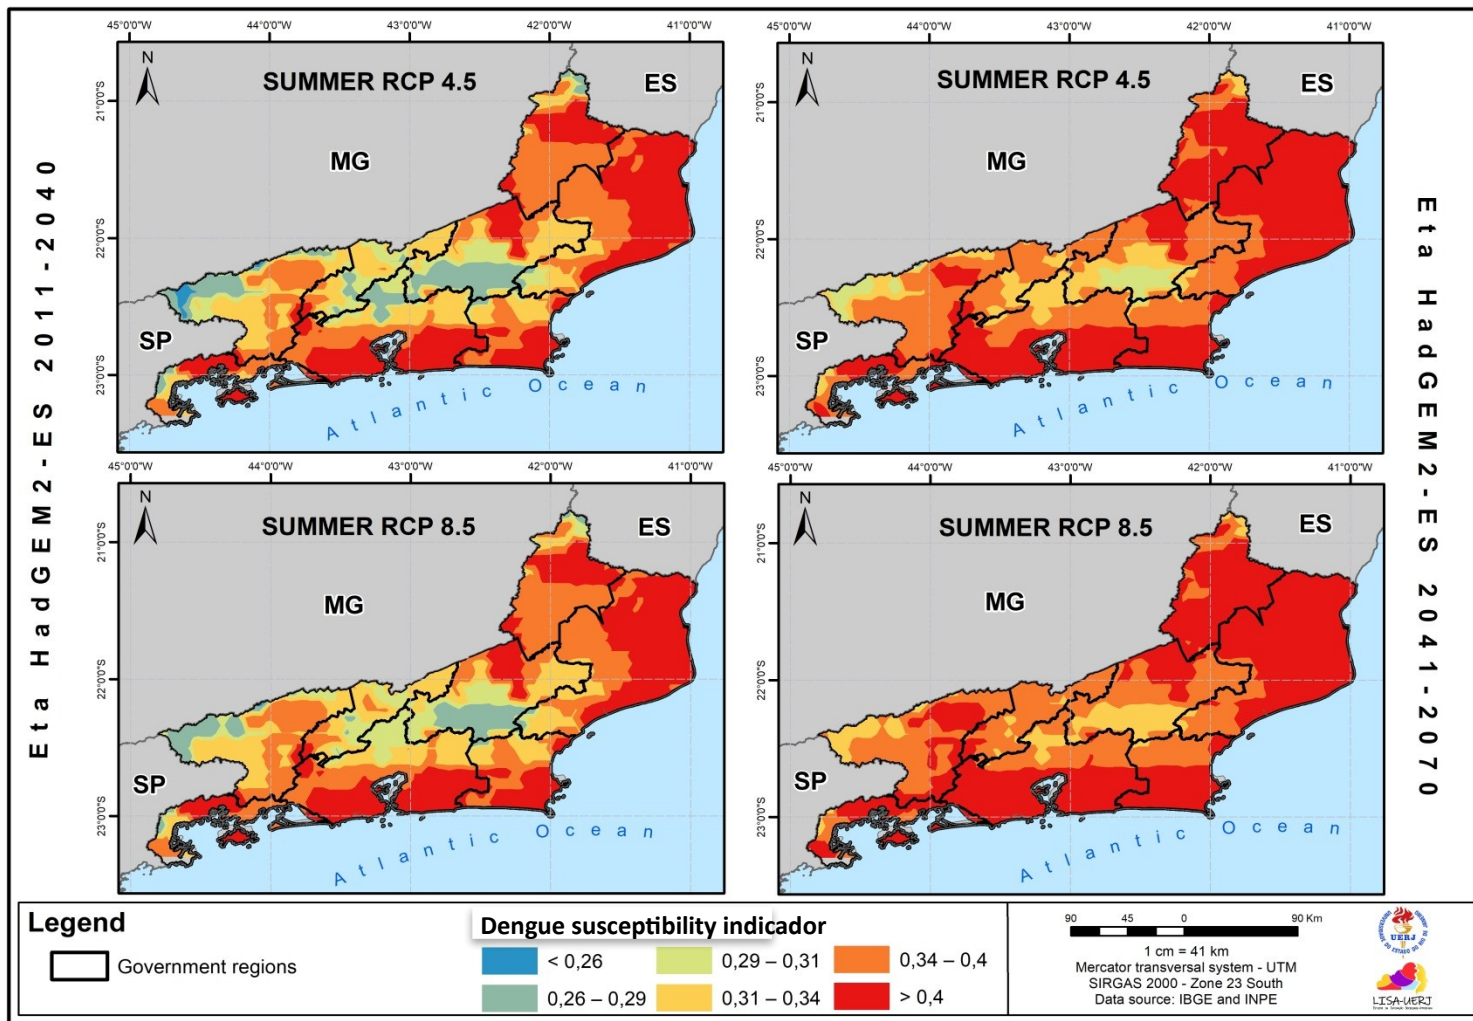 Eta HadGEM2-ES 2011-2040
45°0'0"W 44°0'0"W 43°0'0"W 42°0'0"W 41°0'0"W
N
SUMMER RCP 4.5
ES
MG
SP
21°0'0"S
22°0'0"S
23°0'0"S
Atlantic Ocean
45°0'0"W 44°0'0"W 43°0'0"W 42°0'0"W 41°0'0"W
N
SUMMER RCP 4.5
ES
MG
SP
21°0'0"S
22°0'0"S
23°0'0"S
Atlantic Ocean
Eta HadGEM2-ES 2041-2070
45°0'0"W 44°0'0"W 43°0'0"W 42°0'0"W 41°0'0"W
N
SUMMER RCP 8.5
ES
MG
SP
21°0'0"S
22°0'0"S
23°0'0"S
Atlantic Ocean
45°0'0"W 44°0'0"W 43°0'0"W 42°0'0"W 41°0'0"W
N
SUMMER RCP 8.5
ES
MG
SP
21°0'0"S
22°0'0"S
23°0'0"S
Atlantic Ocean
Legend
Government regions
Dengue susceptibility indicador
< 0,26
0,29 – 0,31
0,34 – 0,4
0,26 – 0,29
0,31 – 0,34
> 0,4
90 45 0 90 Km
1 cm = 41 km
Mercator transversal system - UTM
SIRGAS 2000 - Zone 23 South
Data source: IBGE and INPE
UERJ
LISA-UERJ